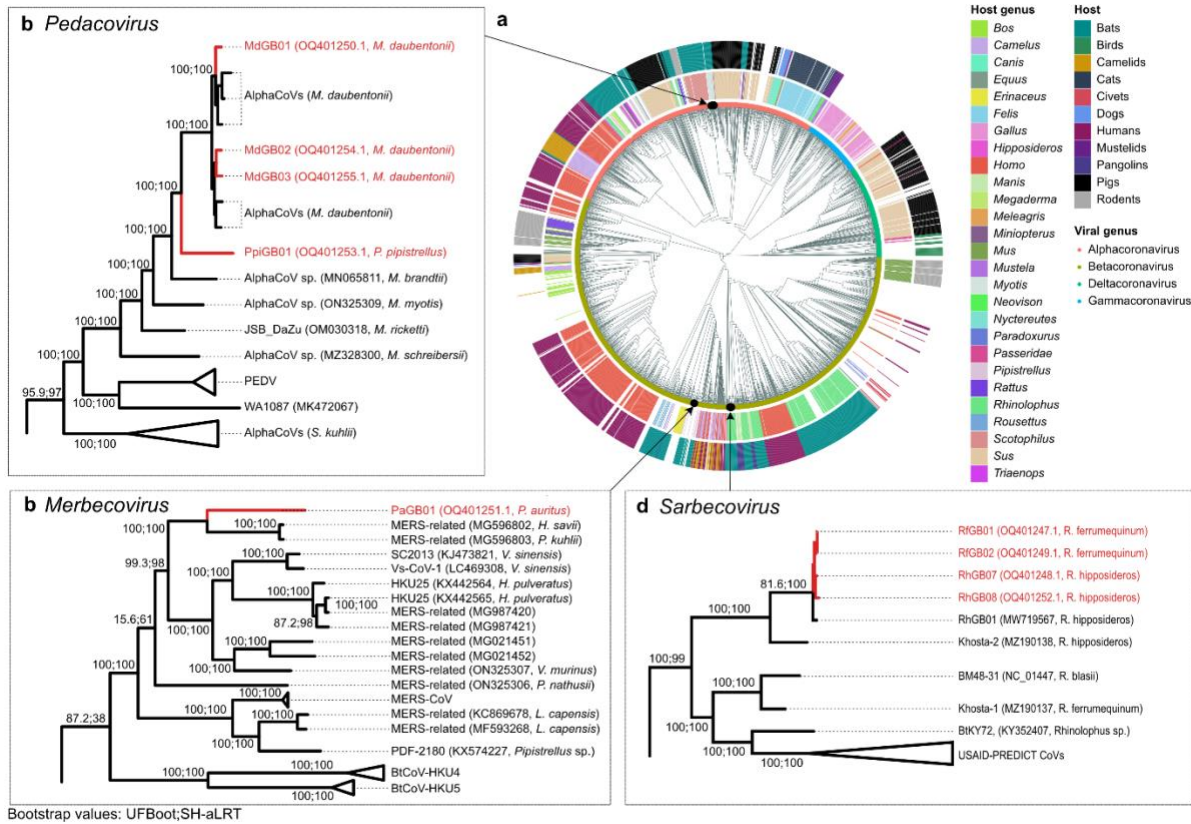 b Pedacovirus
MdGB01 (OQ401250.1, M. daubentonii)
100;100
AlphaCoVs (M. daubentonii)
MdGB02 (OQ401254.1, M. daubentonii)
100;100
MdGB03 (OQ401255.1, M. daubentonii)
100;100
AlphaCoVs (M. daubentonii)
100;100
PpiGB01 (OQ401253.1, P. pipistrellus)
100;100
AlphaCoV sp. (MN065811, M. brandtii)
100;100
AlphaCoV sp. (ON325309, M. myotis)
JSB_DaZu (OM030318, M. ricketti)
100;100
AlphaCoV sp. (MZ328300, M. schreibersii)
95.9;97
PEDV
100;100
WA1087 (MK472067)
100;100
AlphaCoVs (S. kuhlii)
a
Host genus
Bos
Camelus
Canis
Equus
Erinaceus
Felis
Gallus
Hipposideros
Homo
Manis
Megaderma
Meleagris
Miniopterus
Mus
Mustela
Myotis
Neovison
Nyctereutes
Paradoxurus
Passeridae
Pipistrellus
Rattus
Rhinolophus
Rousettus
Scotophilus
Sus
Triaenops
Host
Bats
Birds
Camelids
Cats
Civets
Dogs
Humans
Mustelids
Pangolins
Pigs
Rodents
Viral genus
Alphacoronavirus
Betacoronavirus
Deltacoronavirus
Gammacoronavirus
b Merbecovirus
PaGB01 (OQ401251.1, P. auritus)
100;100
100;100
MERS-related (MG596802, H. savii)
MERS-related (MG596803, P. kuhlii)
99.3;98
100;100
SC2013 (KJ473821, V. sinensis)
Vs-CoV-1 (LC469308, V. sinensis)
100;100
HKU25 (KX442564, H. pulveratus)
HKU25 (KX442565, H. pulveratus)
100;100
MERS-related (MG987420)
87.2;98
MERS-related (MG987421)
15.6;61
100;100
100;100
MERS-related (MG021451)
MERS-related (MG021452)
100;100
100;100
MERS-related (ON325307, V. murinus)
MERS-related (ON325306, P. nathusii)
100;100
MERS-CoV
87.2;38
100;100
100;100
MERS-related (KC869678, L. capensis)
MERS-related (MF593268, L. capensis)
100;100
PDF-2180 (KX574227, Pipistrellus sp.)
100;100
100;100
BtCoV-HKU4
BtCoV-HKU5
100;100
Bootstrap values: UFBoot;SH-aLRT
d Sarbecovirus
RfGB01 (OQ401247.1, R. ferrumequinum)
RfGB02 (OQ401249.1, R. ferrumequinum)
81.6;100
RhGB07 (OQ401248.1, R. hipposideros)
RhGB08 (OQ401252.1, R. hipposideros)
100;100
100;100
RhGB01 (MW719567, R. hipposideros)
Khosta-2 (MZ190138, R. hipposideros)
100;99
BM48-31 (NC_01447, R. blasii)
100;100
100;100
Khosta-1 (MZ190137, R. ferrumequinum)
BtKY72, (KY352407, Rhinolophus sp.)
100;100
100;100
USAID-PREDICT CoVs